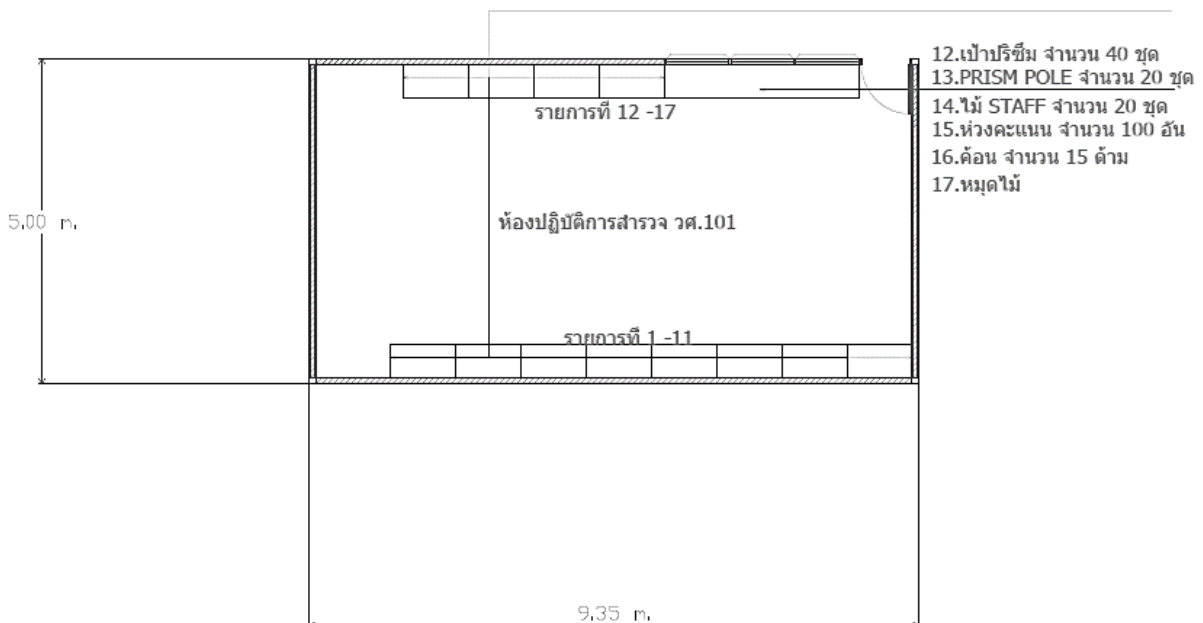 12.เป้าปริซึม จำนวน 40 ชุด
13.PRISM POLE จำนวน 20 ชุด
14.ไม้ STAFF จำนวน 20 ชุด
15.ห่วงคะแนน จำนวน 100 อัน
16.ค้อน จำนวน 15 ด้าม
17.หมุดไม้
รายการที่ 12 -17
5.00 m.
ห้องปฏิบัติการสำรวจ วศ.101
รายการที่ 1 -11
9.35 m.